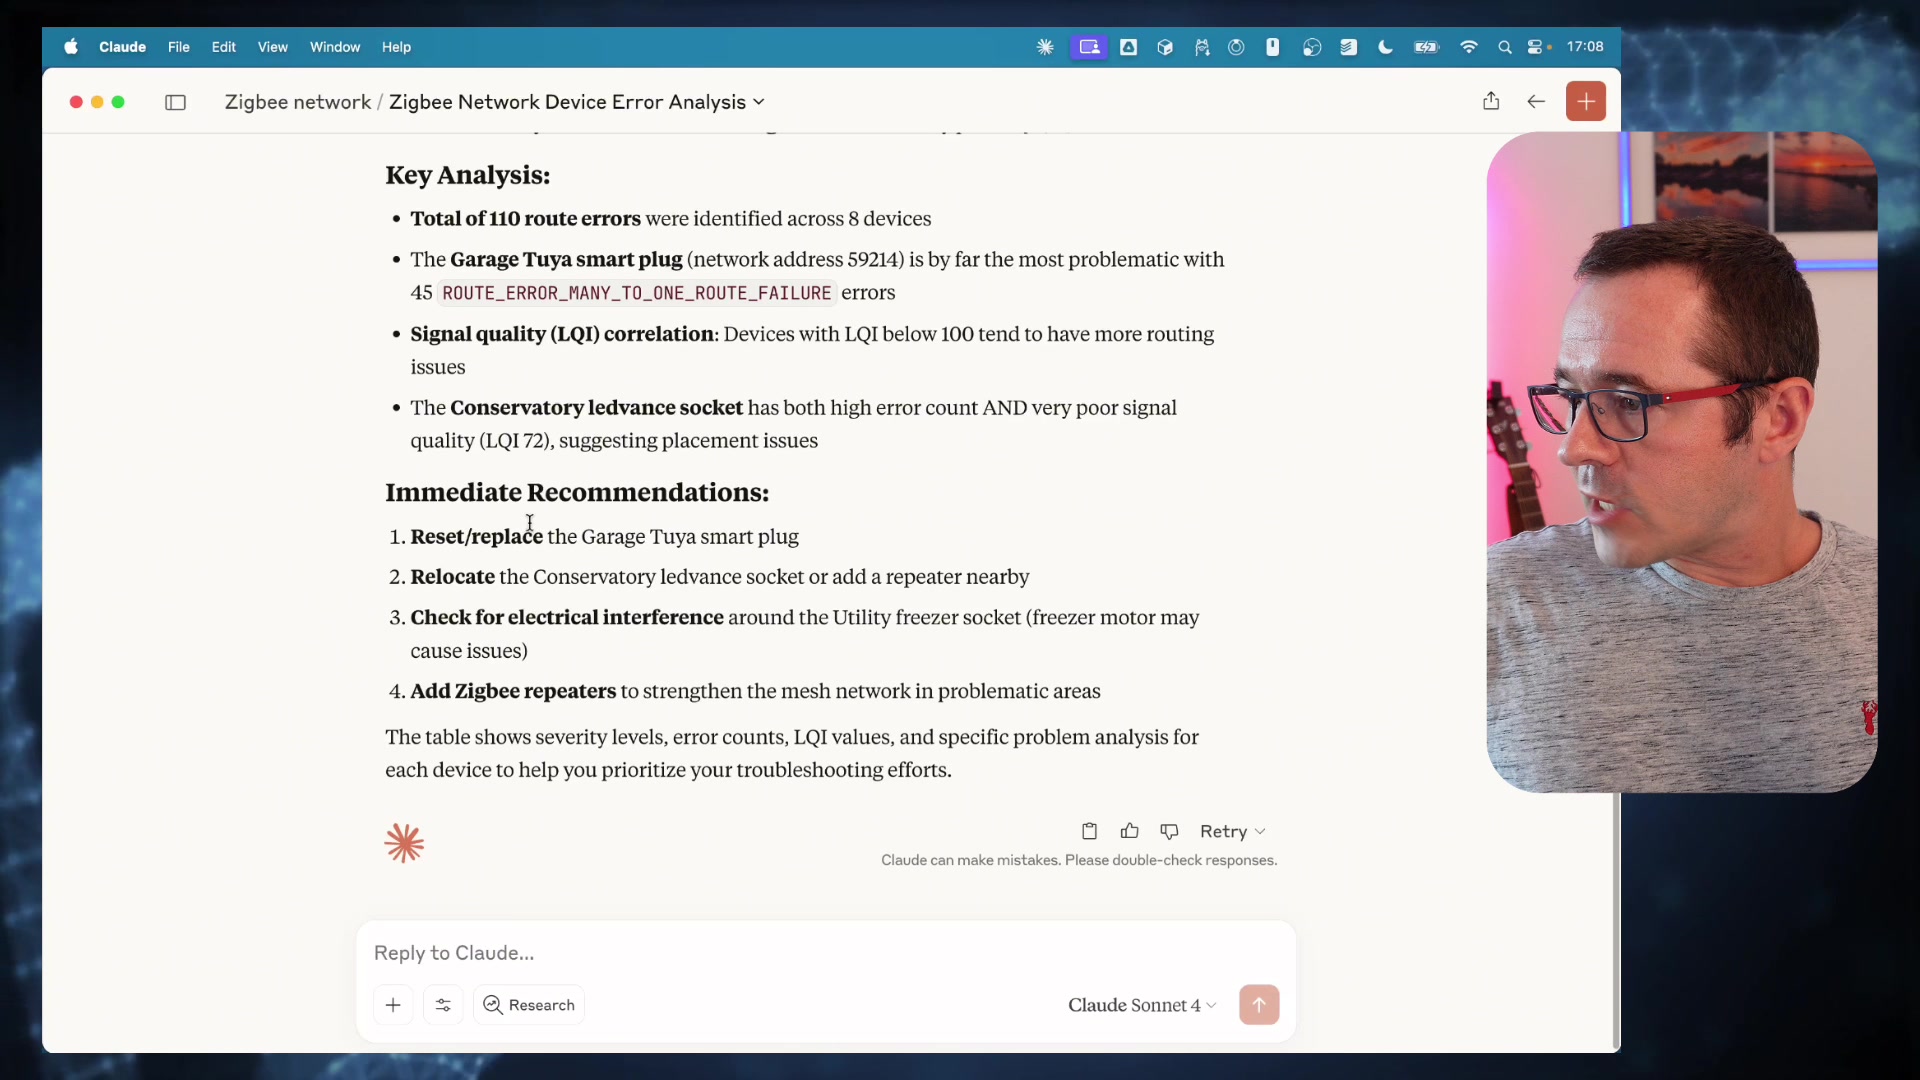 Claude File Edit View Window Help 17:08
Zigbee network / Zigbee Network Device Error Analysis
Key Analysis:
• Total of 110 route errors were identified across 8 devices
• The Garage Tuya smart plug (network address 59214) is by far the most problematic with
45 ROUTE_ERROR_MANY_TO_ONE_ROUTE_FAILURE errors
• Signal quality (LQI) correlation: Devices with LQI below 100 tend to have more routing
issues
• The Conservatory ledvance socket has both high error count AND very poor signal
quality (LQI 72), suggesting placement issues
Immediate Recommendations:
1. Reset/replace the Garage Tuya smart plug
2. Relocate the Conservatory ledvance socket or add a repeater nearby
3. Check for electrical interference around the Utility freezer socket (freezer motor may
cause issues)
4. Add Zigbee repeaters to strengthen the mesh network in problematic areas
The table shows severity levels, error counts, LQI values, and specific problem analysis for
each device to help you prioritize your troubleshooting efforts.
Retry
Claude can make mistakes. Please double-check responses.
Reply to Claude...
Research
Claude Sonnet 4